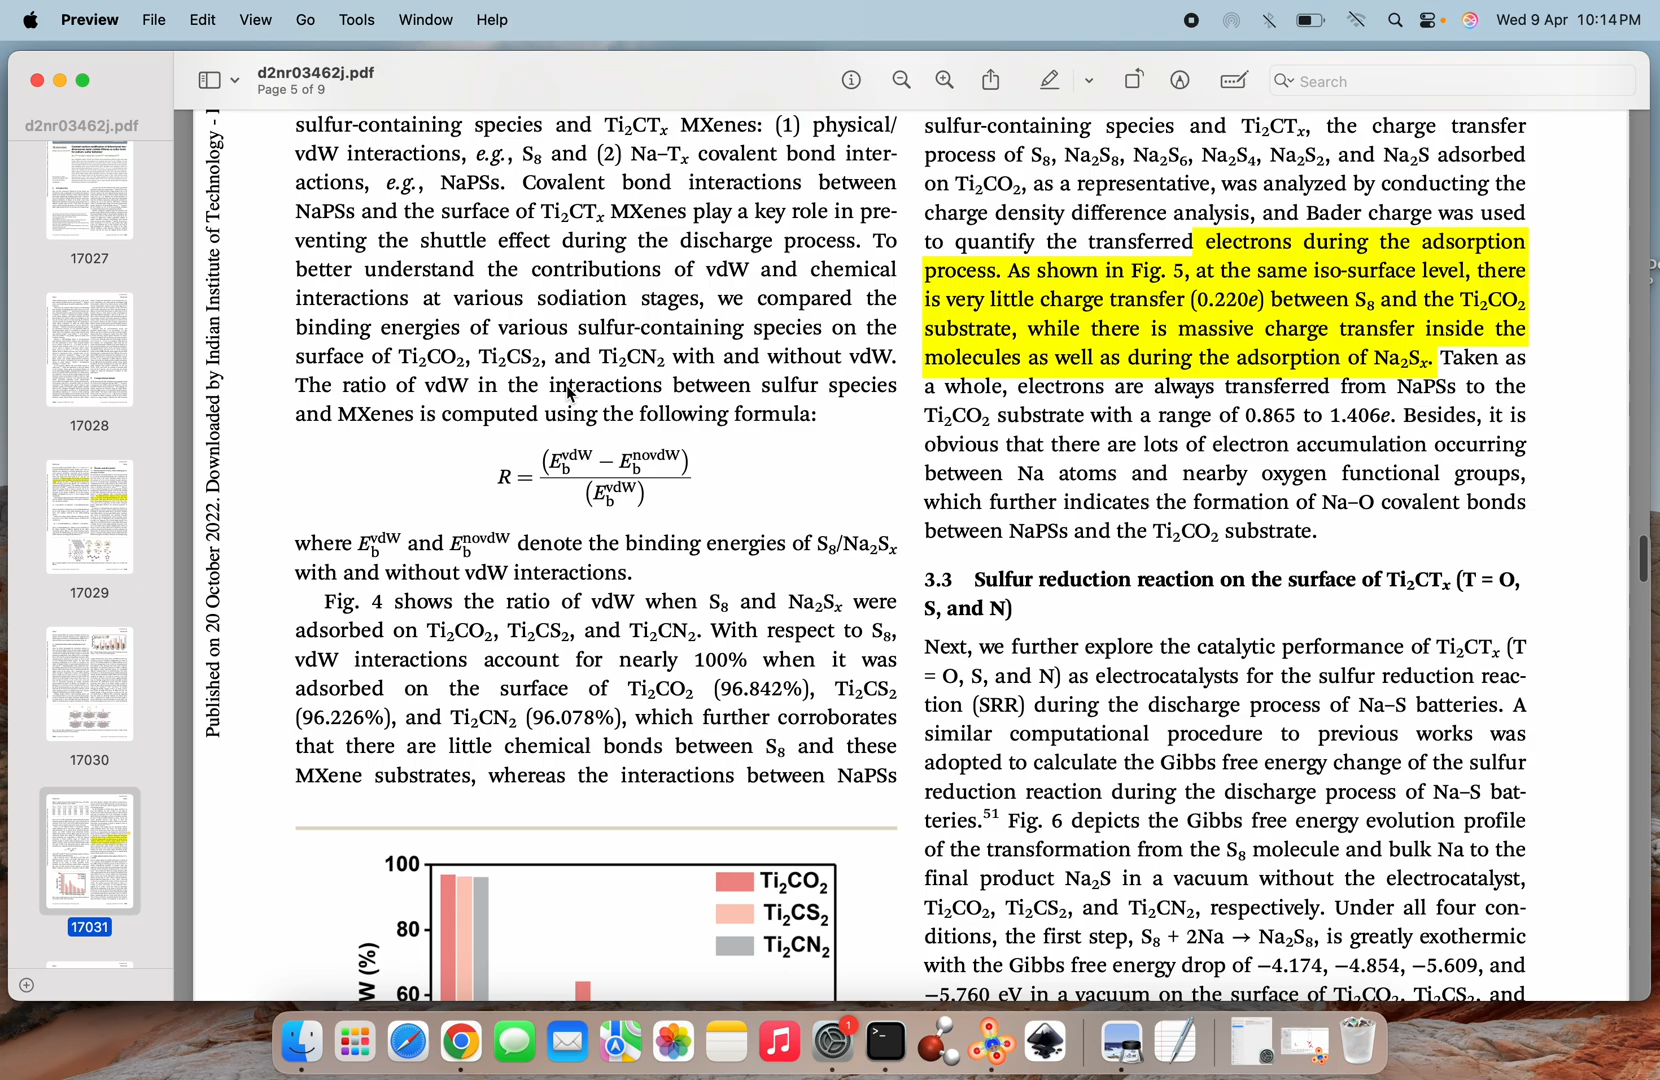 Preview File Edit View Go Tools Window Help
Wed 9 Apr 10:14 PM
d2nr03462j.pdf
Page 5 of 9
Search
d2nr03462j.pdf
17027
17028
17029
17030
17031
Published on 20 October 2022. Downloaded by Indian Institute of Technology -
sulfur-containing species and Ti₂CTₓ MXenes: (1) physical/
vdW interactions, e.g., S₈ and (2) Na–Tₓ covalent bond inter-
actions, e.g., NaPSs. Covalent bond interactions between
NaPSs and the surface of Ti₂CTₓ MXenes play a key role in pre-
venting the shuttle effect during the discharge process. To
better understand the contributions of vdW and chemical
interactions at various sodiation stages, we compared the
binding energies of various sulfur-containing species on the
surface of Ti₂CO₂, Ti₂CS₂, and Ti₂CN₂ with and without vdW.
The ratio of vdW in the interactions between sulfur species
and MXenes is computed using the following formula:
R = (E_b^vdW − E_b^novdW) / (E_b^vdW)
where E_b^vdW and E_b^novdW denote the binding energies of S₈/Na₂Sₓ
with and without vdW interactions.
Fig. 4 shows the ratio of vdW when S₈ and Na₂Sₓ were
adsorbed on Ti₂CO₂, Ti₂CS₂, and Ti₂CN₂. With respect to S₈,
vdW interactions account for nearly 100% when it was
adsorbed on the surface of Ti₂CO₂ (96.842%), Ti₂CS₂
(96.226%), and Ti₂CN₂ (96.078%), which further corroborates
that there are little chemical bonds between S₈ and these
MXene substrates, whereas the interactions between NaPSs
100
80
60
W (%)
Ti₂CO₂
Ti₂CS₂
Ti₂CN₂
sulfur-containing species and Ti₂CTₓ, the charge transfer
process of S₈, Na₂S₈, Na₂S₆, Na₂S₄, Na₂S₂, and Na₂S adsorbed
on Ti₂CO₂, as a representative, was analyzed by conducting the
charge density difference analysis, and Bader charge was used
to quantify the transferred electrons during the adsorption
process. As shown in Fig. 5, at the same iso-surface level, there
is very little charge transfer (0.220e) between S₈ and the Ti₂CO₂
substrate, while there is massive charge transfer inside the
molecules as well as during the adsorption of Na₂Sₓ. Taken as
a whole, electrons are always transferred from NaPSs to the
Ti₂CO₂ substrate with a range of 0.865 to 1.406e. Besides, it is
obvious that there are lots of electron accumulation occurring
between Na atoms and nearby oxygen functional groups,
which further indicates the formation of Na–O covalent bonds
between NaPSs and the Ti₂CO₂ substrate.
3.3 Sulfur reduction reaction on the surface of Ti₂CTₓ (T = O,
S, and N)
Next, we further explore the catalytic performance of Ti₂CTₓ (T
= O, S, and N) as electrocatalysts for the sulfur reduction reac-
tion (SRR) during the discharge process of Na–S batteries. A
similar computational procedure to previous works was
adopted to calculate the Gibbs free energy change of the sulfur
reduction reaction during the discharge process of Na–S bat-
teries.⁵¹ Fig. 6 depicts the Gibbs free energy evolution profile
of the transformation from the S₈ molecule and bulk Na to the
final product Na₂S in a vacuum without the electrocatalyst,
Ti₂CO₂, Ti₂CS₂, and Ti₂CN₂, respectively. Under all four con-
ditions, the first step, S₈ + 2Na → Na₂S₈, is greatly exothermic
with the Gibbs free energy drop of −4.174, −4.854, −5.609, and
−5.760 eV in a vacuum on the surface of Ti₂CO₂, Ti₂CS₂, and
1